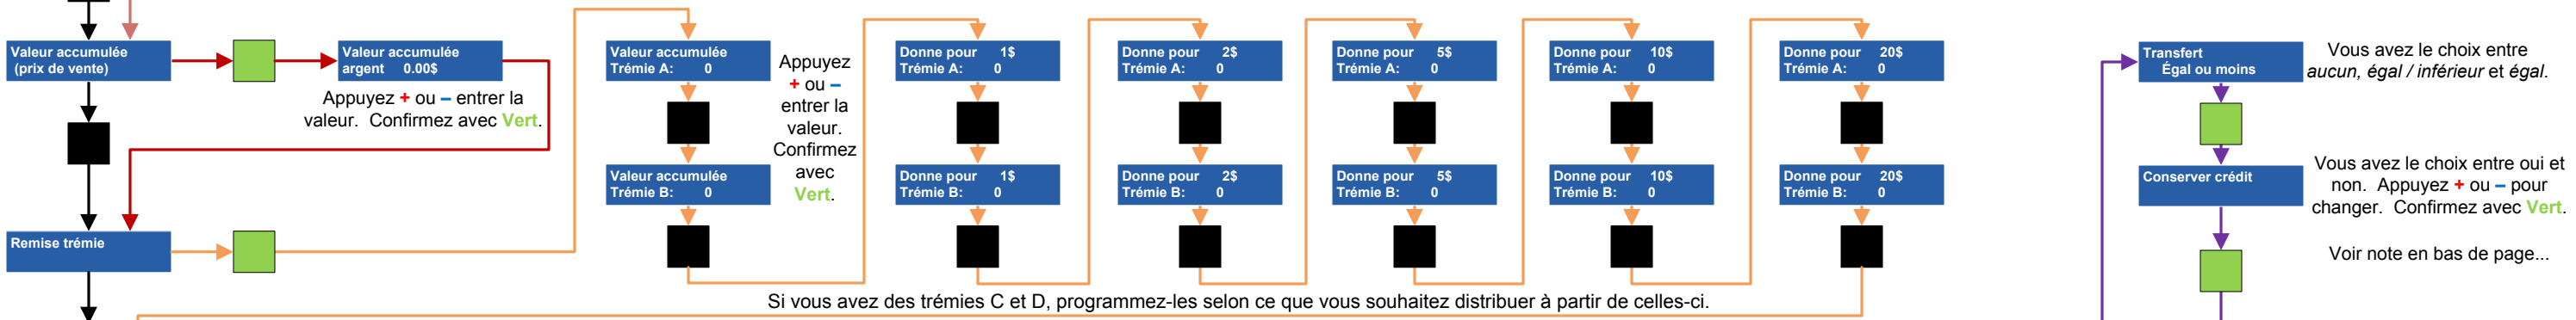 Valeur accumulée
(prix de vente)
Valeur accumulée
argent 0.00$
Appuyez + ou – entrer la
valeur. Confirmez avec Vert.
Remise trémie
Valeur accumulée
Trémie A: 0
Valeur accumulée
Trémie B: 0
Appuyez
+ ou –
entrer la
valeur.
Confirmez
avec
Vert.
Donne pour 1$
Trémie A: 0
Donne pour 1$
Trémie B: 0
Donne pour 2$
Trémie A: 0
Donne pour 2$
Trémie B: 0
Donne pour 5$
Trémie A: 0
Donne pour 5$
Trémie B: 0
Donne pour 10$
Trémie A: 0
Donne pour 10$
Trémie B: 0
Donne pour 20$
Trémie A: 0
Donne pour 20$
Trémie B: 0
Si vous avez des trémies C et D, programmez-les selon ce que vous souhaitez distribuer à partir de celles-ci.
Transfert
Égal ou moins
Vous avez le choix entre
aucun, égal / inférieur et égal.
Conserver crédit
Vous avez le choix entre oui et
non. Appuyez + ou – pour
changer. Confirmez avec Vert.
Voir note en bas de page...